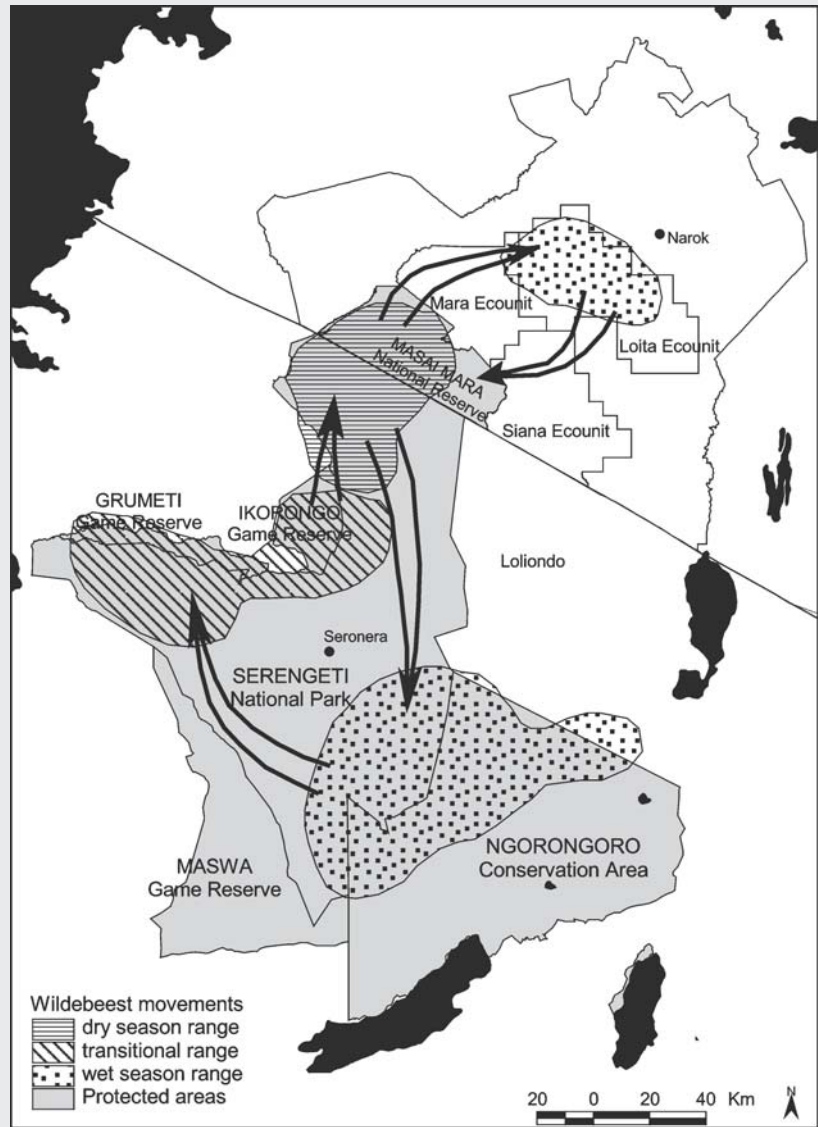 Narok
Mara Ecounit
Loita Ecounit
MASAI MARA
National Reserve
Siana Ecounit
GRUMETI
Game Reserve
IKORONGO
Game Reserve
Loliondo
Seronera
SERENGETI
National Park
NGORONGORO
Conservation Area
MASWA
Game Reserve
Wildebeest movements
dry season range
transitional range
wet season range
Protected areas
20 0 20 40 Km
N